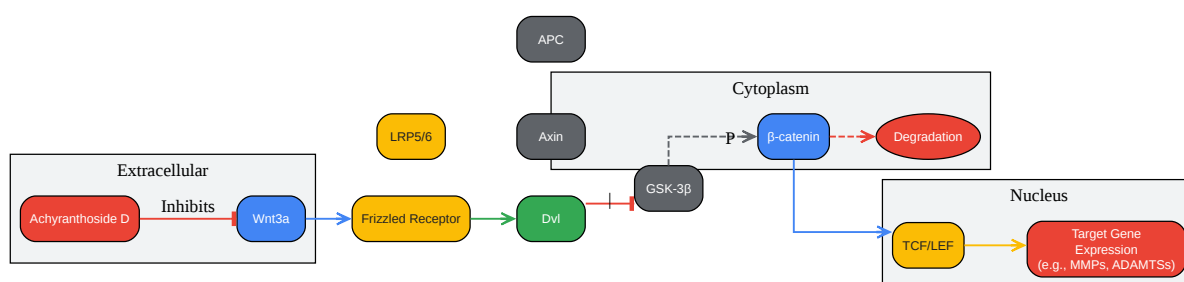 APC
Cytoplasm
LRP5/6
Axin
P
β-catenin
Degradation
Extracellular
GSK-3β
Achyranthoside D
Inhibits
Wnt3a
Frizzled Receptor
Dvl
|
Nucleus
TCF/LEF
Target Gene
Expression
(e.g., MMPs, ADAMTSs)